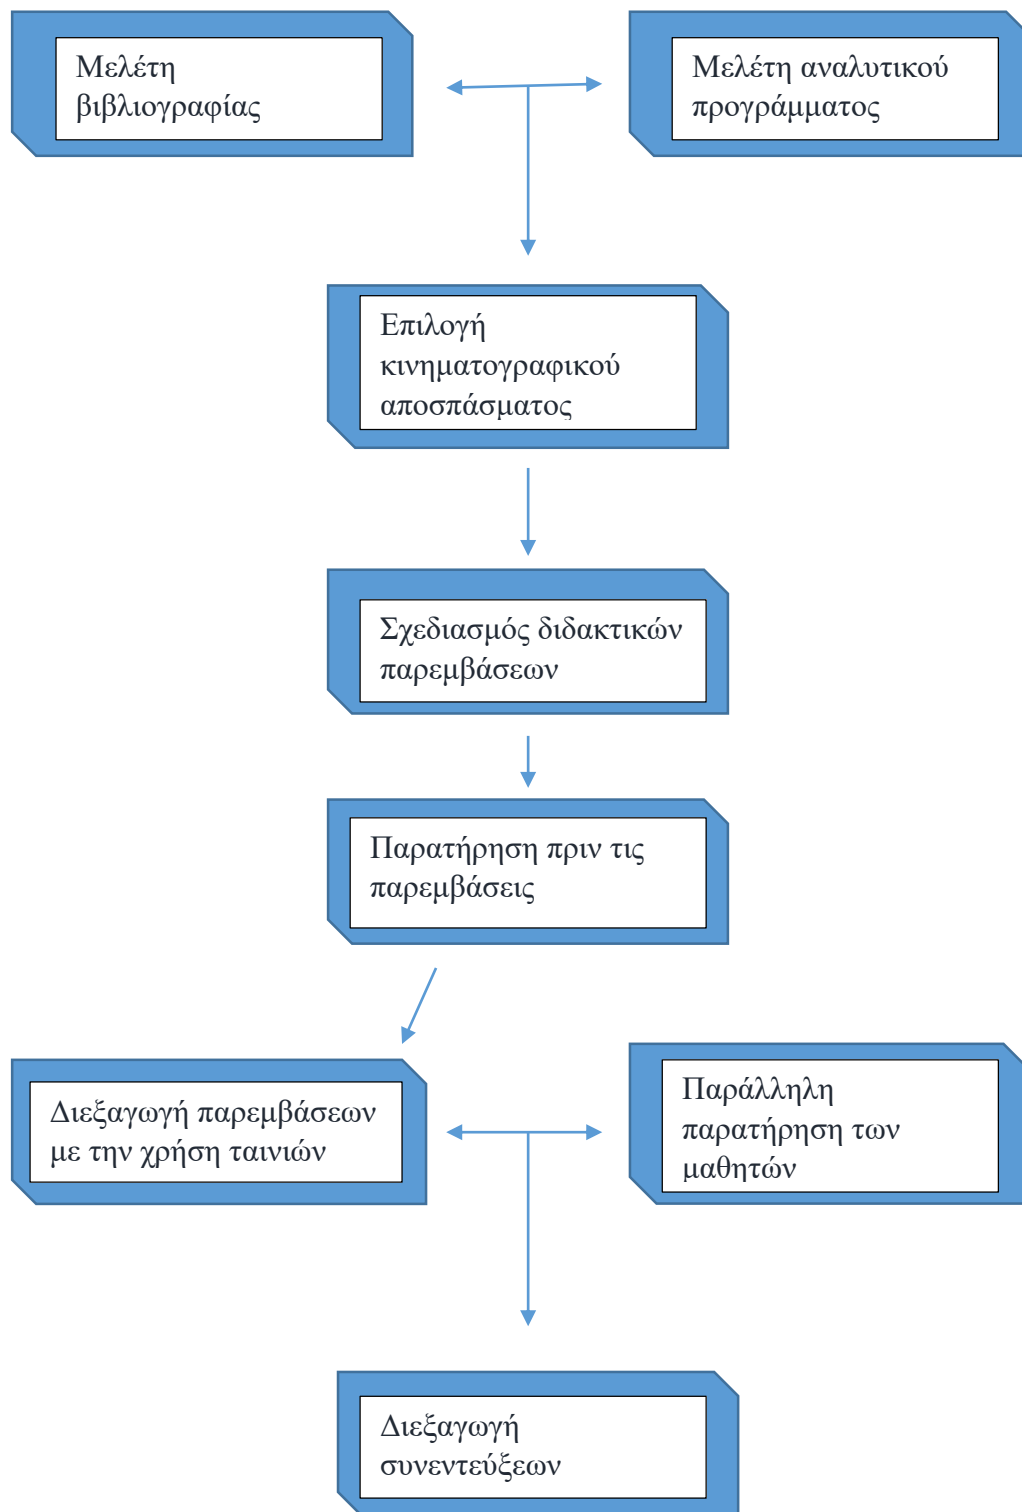 Μελέτη
βιβλιογραφίας
Μελέτη αναλυτικού
προγράμματος
Επιλογή
κινηματογραφικού
αποσπάσματος
Σχεδιασμός διδακτικών
παρεμβάσεων
Παρατήρηση πριν τις
παρεμβάσεις
Διεξαγωγή παρεμβάσεων
με την χρήση ταινιών
Παράλληλη
παρατήρηση των
μαθητών
Διεξαγωγή
συνεντεύξεων